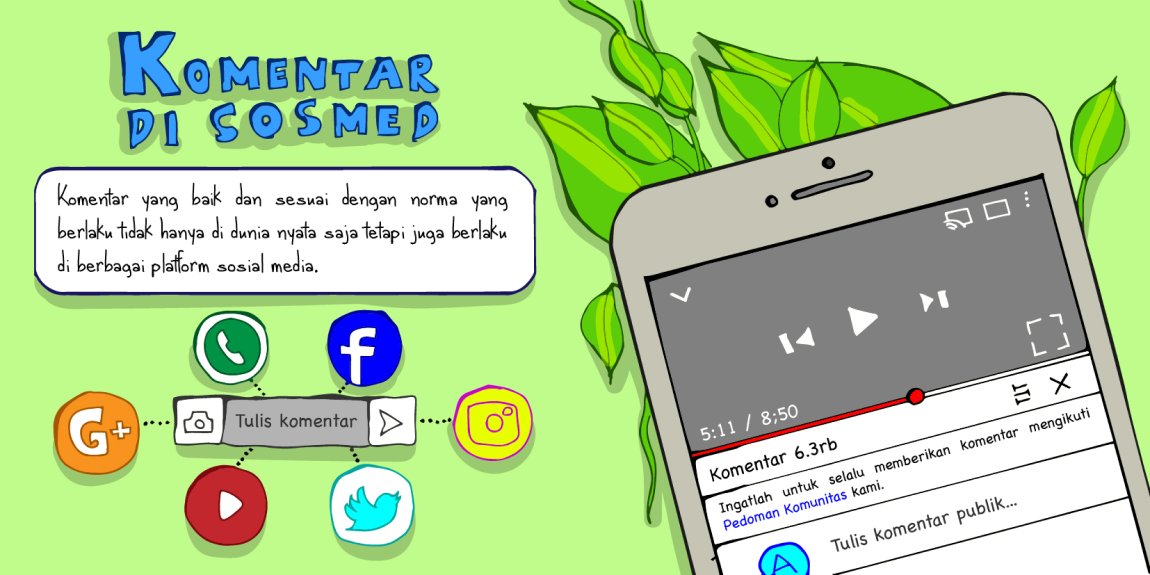 KOMENTAR
DI SOSMED
Komentar yang baik dan sesuai dengan norma yang
berlaku tidak hanya di dunia nyata saja tetapi juga berlaku
di berbagai platform sosial media.
f
G+
Tulis komentar
5:11 / 8;50
Komentar 6.3rb
Ingatlah untuk selalu memberikan komentar mengikuti
Pedoman Komunitas kami.
A
Tulis komentar publik...